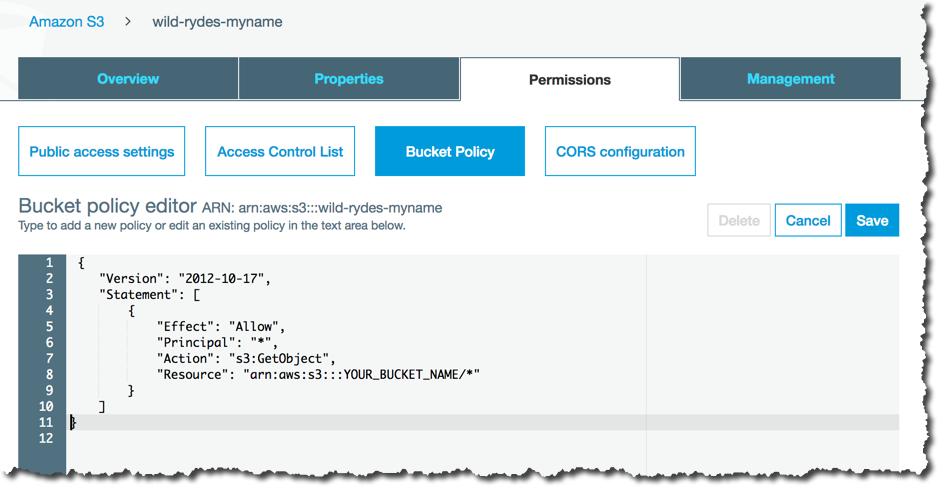 Amazon S3 > wild-rydes-myname
Overview Properties Permissions Management
Public access settings Access Control List Bucket Policy CORS configuration
Bucket policy editor ARN: arn:aws:s3:::wild-rydes-myname
Type to add a new policy or edit an existing policy in the text area below.
Delete Cancel Save
1 {
2 "Version": "2012-10-17",
3 "Statement": [
4 {
5 "Effect": "Allow",
6 "Principal": "*",
7 "Action": "s3:GetObject",
8 "Resource": "arn:aws:s3:::YOUR_BUCKET_NAME/*"
9 }
10 ]
11 }
12